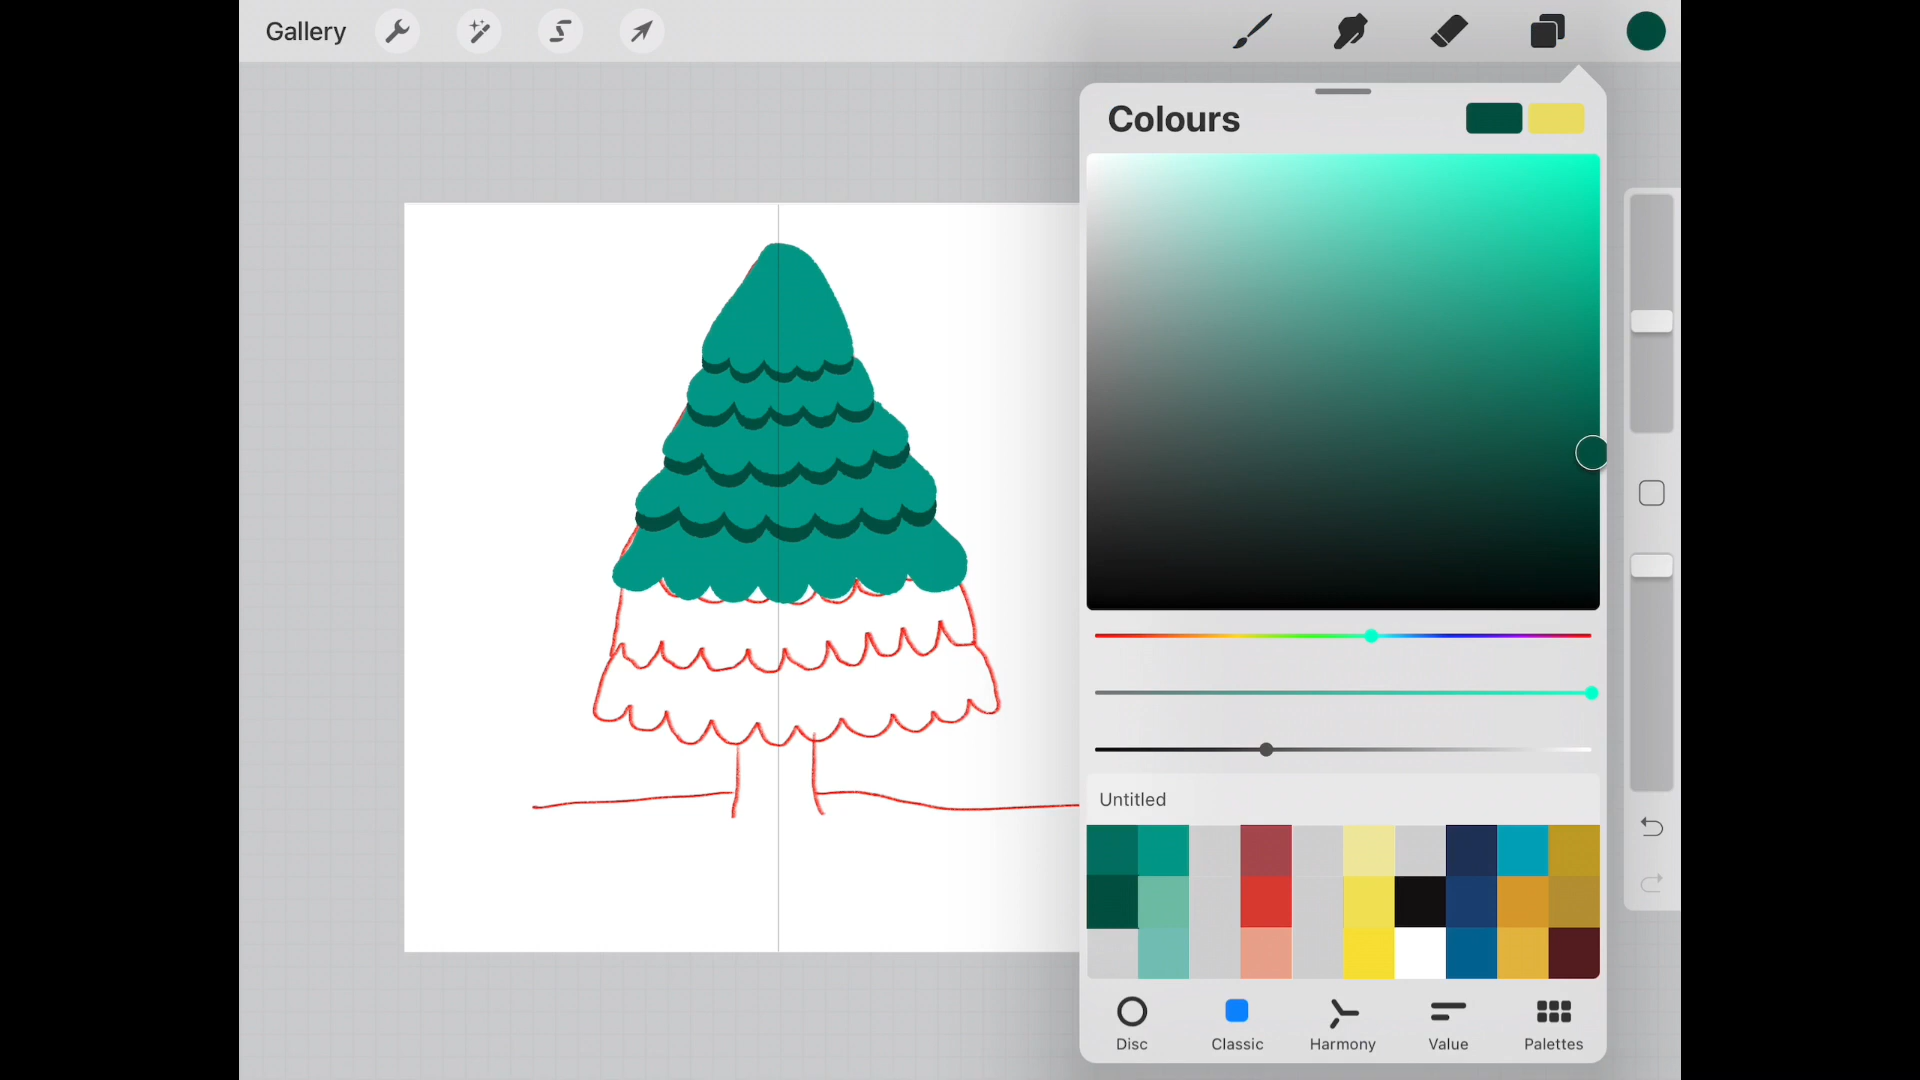 Gallery
Colours
Untitled
Disc
Classic
Harmony
Value
Palettes